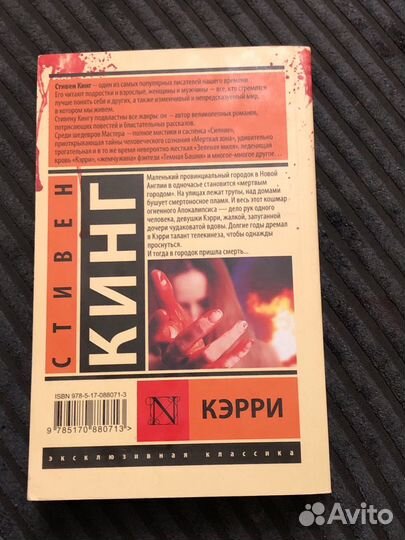 Стивен Кинг – один из самых популярных писателей нашего времени.
Его читают подростки и взрослые, женщины и мужчины – все, кто стремится
лучше понять себя и других, а также изменчивый и непредсказуемый мир,
в котором мы живем.
Стивену Кингу подвластны все жанры: он – автор великолепных романов,
потрясающих повестей и блистательных рассказов.
Среди шедевров Мастера – полное мистики и саспенса «Сияние»,
приоткрывающая тайны человеческого сознания «Мертвая зона», удивительно
трогательная и в то же время невероятно жесткая «Зеленая миля», леденящая
кровь «Кэрри», «жемчужина» фэнтези «Темная Башня» и многое-многое другое…
Маленький провинциальный городок в Новой
Англии в одночасье становится «мертвым
городом». На улицах лежат трупы, над домами
бушует смертоносное пламя. И весь этот кошмар
огненного Апокалипсиса — дело рук одного
человека, девушки Кэрри, жалкой, запуганной
дочери чудаковатой вдовы. Долгие годы дремал
в Кэрри талант телекинеза, чтобы однажды
проснуться.
И тогда в городок пришла смерть...
СТИВЕН
КИНГ
ISBN 978-5-17-088071-3
9 785170 880713 >
N
КЭРРИ
эксклюзивная классика
Avito